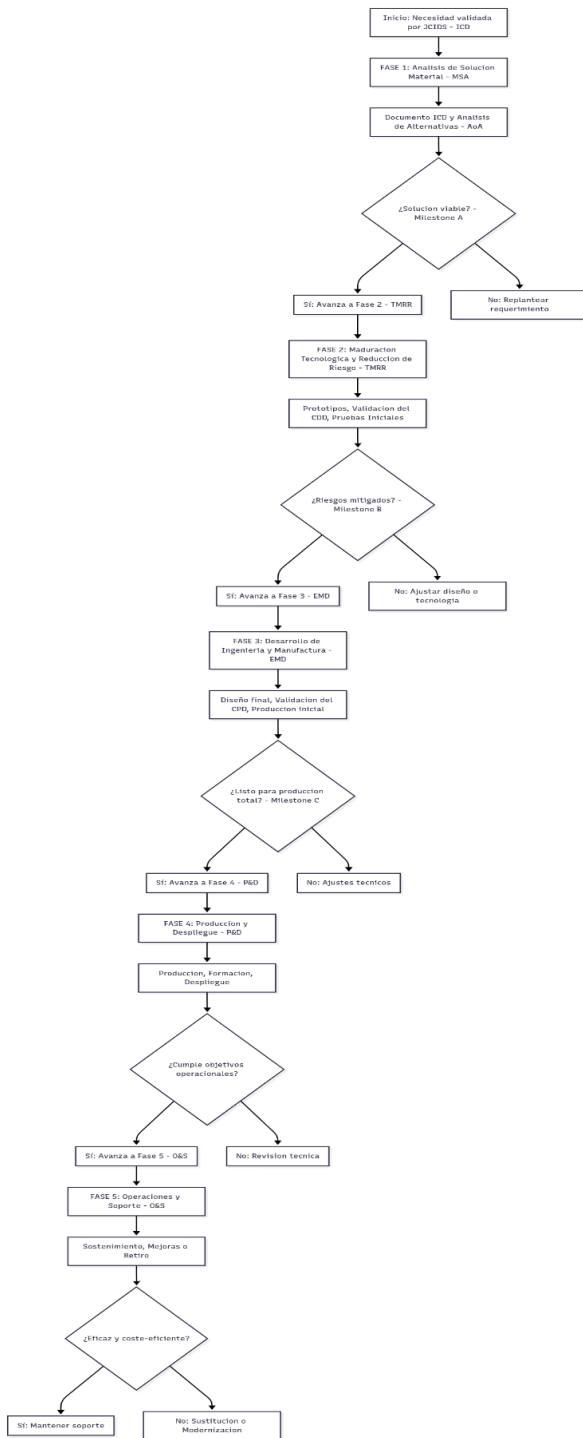 Inicio: Necesidad validada
por JCIDS - ICD
FASE 1: Analisis de Solucion
Material - MSA
Documento ICD y Analisis
de Alternativas - AoA
¿Solucion viable? -
Milestone A
Sí: Avanza a Fase 2 - TMRR
No: Replantear
requerimiento
FASE 2: Maduracion
Tecnologica y Reduccion de
Riesgo - TMRR
Prototipos, Validacion del
CDD, Pruebas Iniciales
¿Riesgos mitigados? -
Milestone B
Sí: Avanza a Fase 3 - EMD
No: Ajustar diseño o
tecnologia
FASE 3: Desarrollo de
Ingenieria y Manufactura -
EMD
Diseño final, Validacion del
CPD, Produccion inicial
¿Listo para produccion
total? - Milestone C
Sí: Avanza a Fase 4 - P&D
No: Ajustes tecnicos
FASE 4: Produccion y
Despliegue - P&D
Produccion, Formacion,
Despliegue
¿Cumple objetivos
operacionales?
Sí: Avanza a Fase 5 - O&S
No: Revision tecnica
FASE 5: Operaciones y
Soporte - O&S
Sostenimiento, Mejoras o
Retiro
¿Eficaz y coste-eficiente?
Sí: Mantener soporte
No: Sustitucion o
Modernizacion